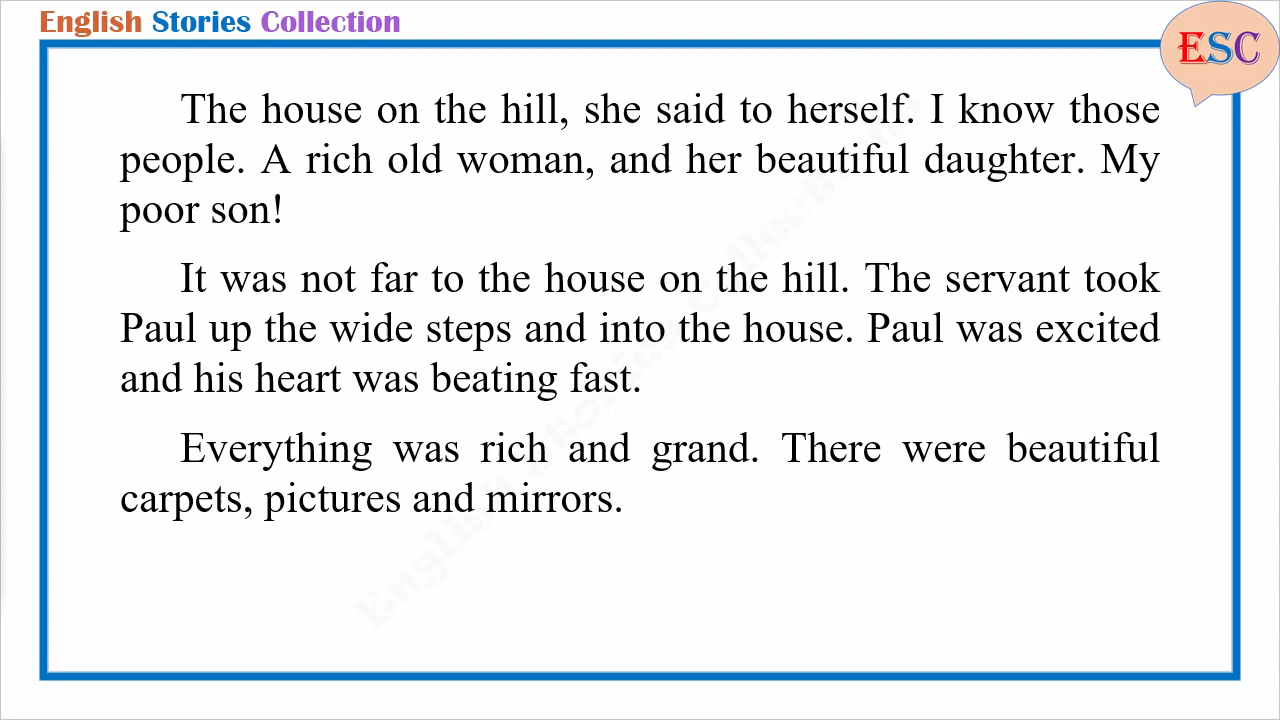 English Stories Collection
ESC
The house on the hill, she said to herself. I know those
people. A rich old woman, and her beautiful daughter. My
poor son!
It was not far to the house on the hill. The servant took
Paul up the wide steps and into the house. Paul was excited
and his heart was beating fast.
Everything was rich and grand. There were beautiful
carpets, pictures and mirrors.
English Stories Collection